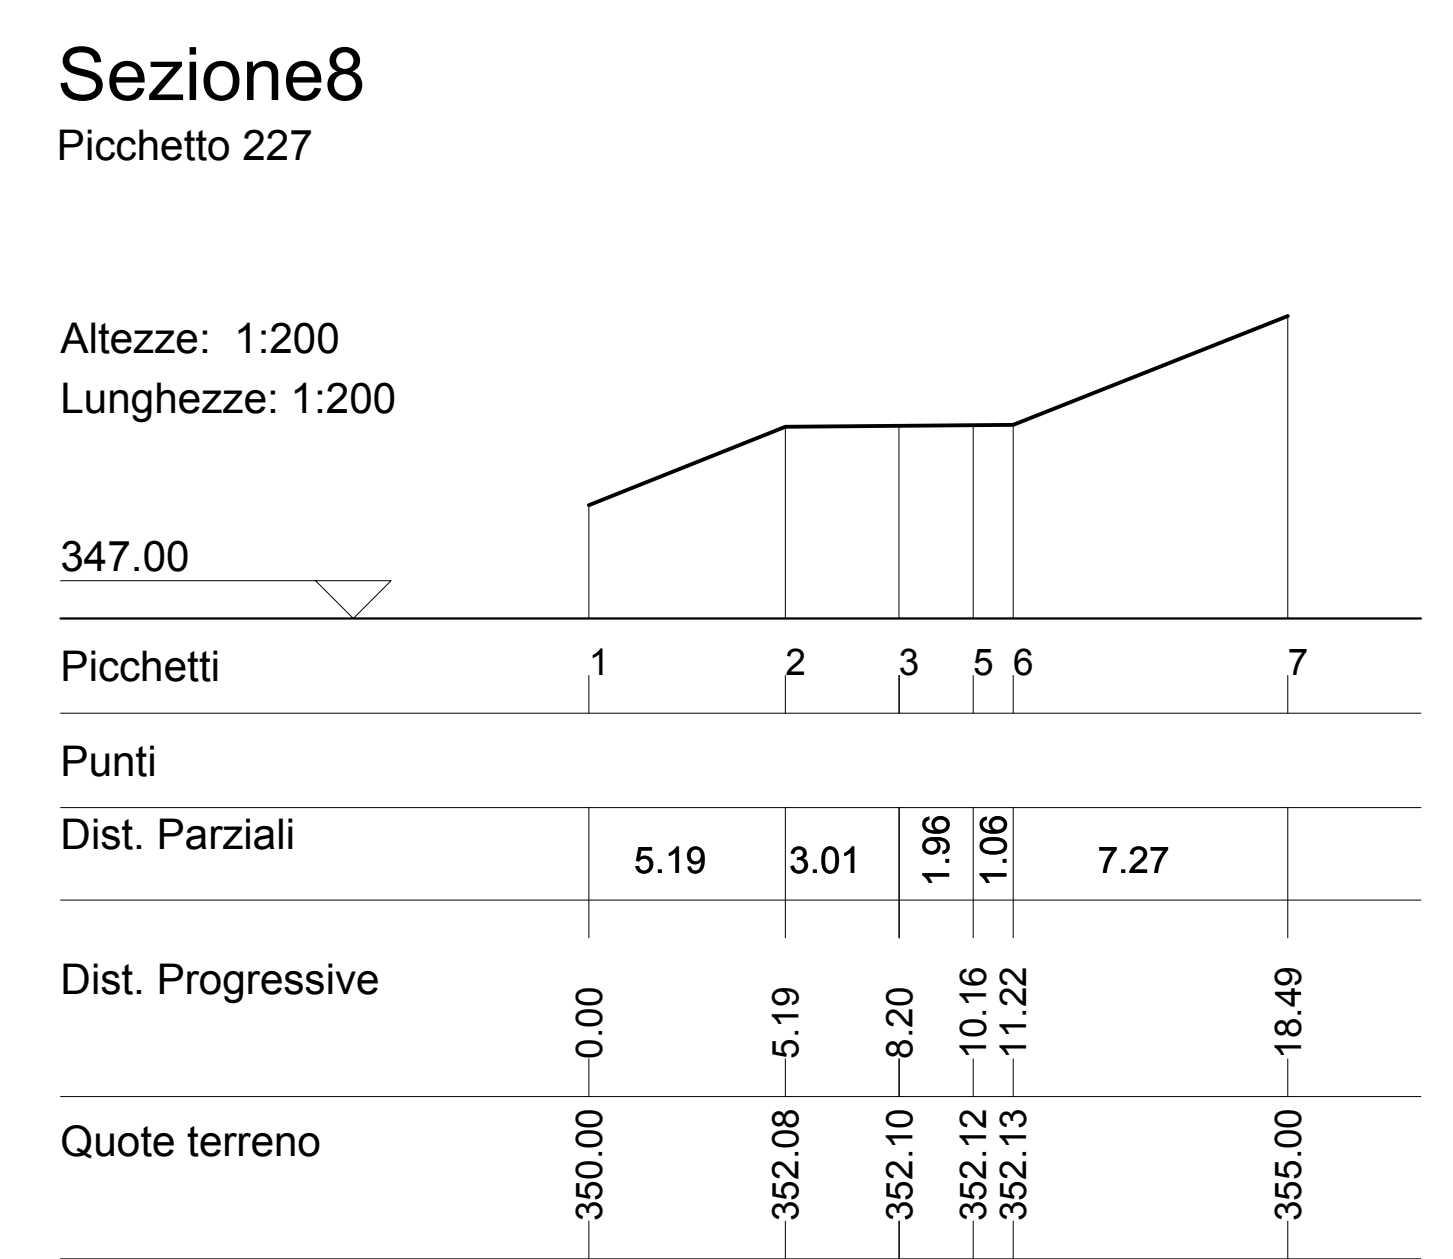 Sezione8
Picchetto 227
Altezze: 1:200
Lunghezze: 1:200
347.00
Picchetti 1 2 3 5 6 7
Punti
Dist. Parziali 5.19 3.01 1.96 1.06 7.27
Dist. Progressive 0.00 5.19 8.20 10.16 11.22 18.49
Quote terreno 350.00 352.08 352.10 352.12 352.13 355.00